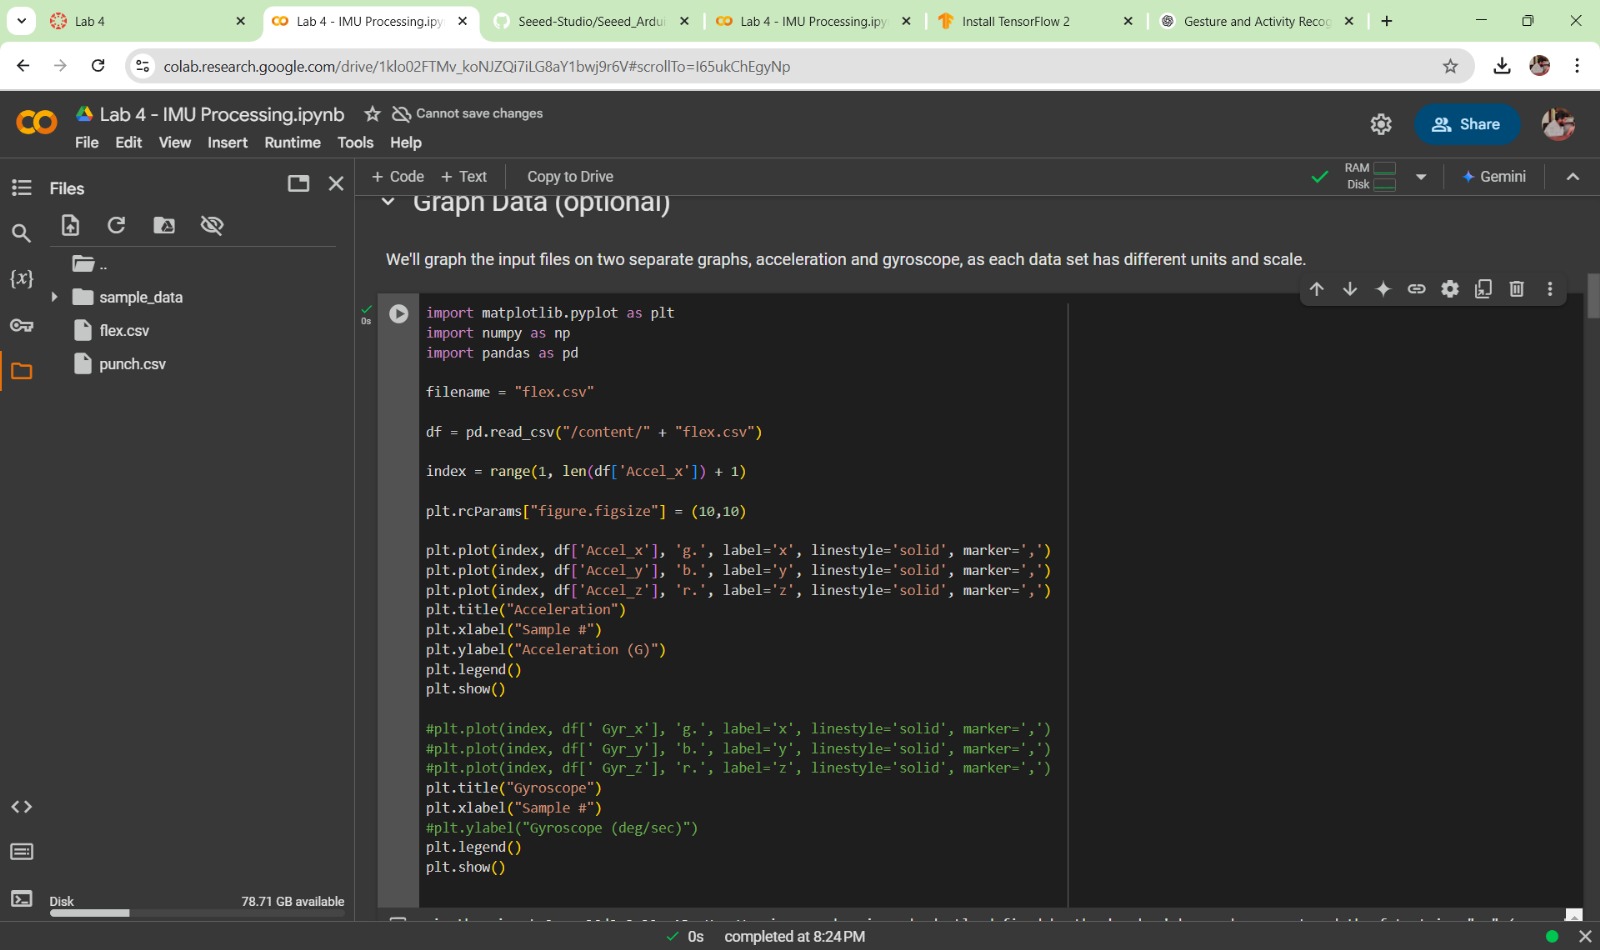 Lab 4
Lab 4 - IMU Processing.ipy
Seeed-Studio/Seeed_Ardu
Lab 4 - IMU Processing.ipy
Install TensorFlow 2
Gesture and Activity Recog
colab.research.google.com/drive/1klo02FTMv_koNJZQi7iLG8aY1bwj9r6V#scrollTo=I65ukChEgyNp
Lab 4 - IMU Processing.ipynb
Cannot save changes
Share
File Edit View Insert Runtime Tools Help
Files
+ Code + Text Copy to Drive
RAM
Disk
Gemini
Graph Data (optional)
We'll graph the input files on two separate graphs, acceleration and gyroscope, as each data set has different units and scale.
..
sample_data
flex.csv
punch.csv
{x}
0s
import matplotlib.pyplot as plt
import numpy as np
import pandas as pd
filename = "flex.csv"
df = pd.read_csv("/content/" + "flex.csv")
index = range(1, len(df['Accel_x']) + 1)
plt.rcParams["figure.figsize"] = (10,10)
plt.plot(index, df['Accel_x'], 'g.', label='x', linestyle='solid', marker=',')
plt.plot(index, df['Accel_y'], 'b.', label='y', linestyle='solid', marker=',')
plt.plot(index, df['Accel_z'], 'r.', label='z', linestyle='solid', marker=',')
plt.title("Acceleration")
plt.xlabel("Sample #")
plt.ylabel("Acceleration (G)")
plt.legend()
plt.show()
#plt.plot(index, df[' Gyr_x'], 'g.', label='x', linestyle='solid', marker=',')
#plt.plot(index, df[' Gyr_y'], 'b.', label='y', linestyle='solid', marker=',')
#plt.plot(index, df[' Gyr_z'], 'r.', label='z', linestyle='solid', marker=',')
plt.title("Gyroscope")
plt.xlabel("Sample #")
#plt.ylabel("Gyroscope (deg/sec)")
plt.legend()
plt.show()
Disk
78.71 GB available
0s completed at 8:24 PM